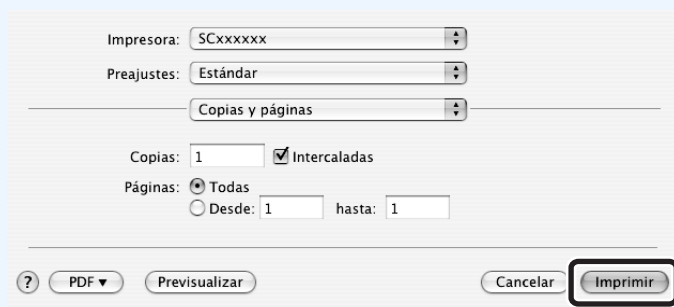 Impresora: SCxxxxxx
Preajustes: Estándar
Copias y páginas
Copias: 1 Intercaladas
Páginas: Todas
Desde: 1 hasta: 1
? PDF ▼ Previsualizar Cancelar Imprimir